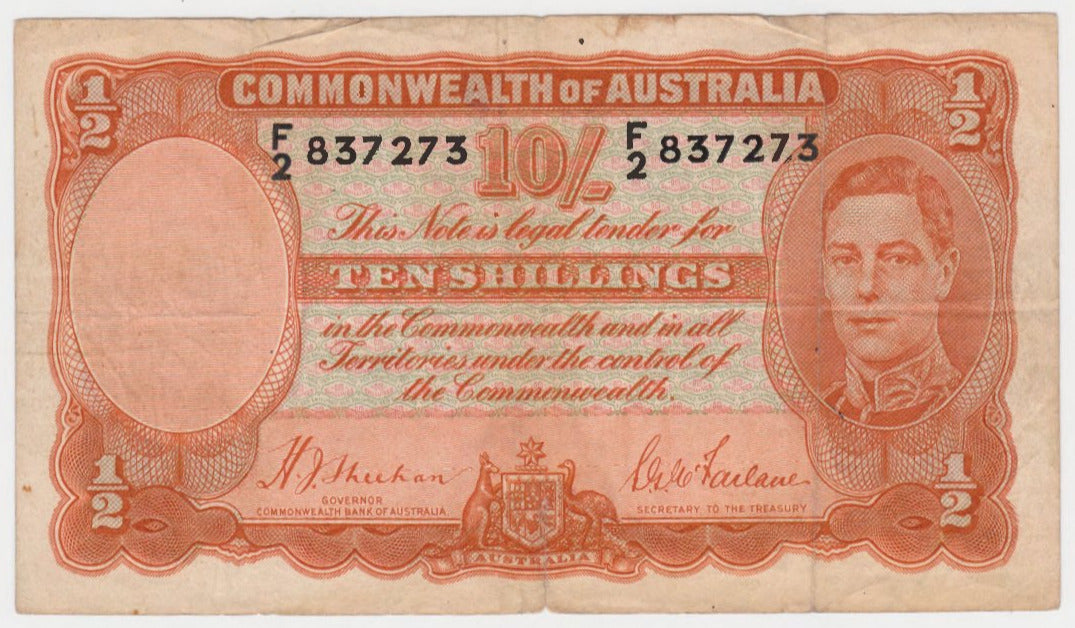 1/2
COMMONWEALTH OF AUSTRALIA
1/2
F/2 837273
10/-
F/2 837273
This Note is legal tender for
TEN SHILLINGS
in the Commonwealth and in all
Territories under the control of
the Commonwealth.
H. J. Sheehan
GOVERNOR
COMMONWEALTH BANK OF AUSTRALIA.
S. G. McFarlane
SECRETARY TO THE TREASURY
1/2
AUSTRALIA
1/2